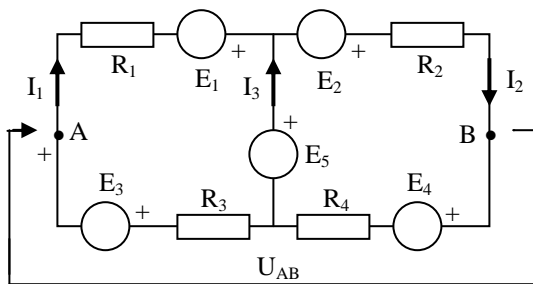 + + + 
R₁ E₁ E₂ R₂
I₁ I₃ I₂
+
A B
+
E₅
E₃ R₃ R₄ E₄
+ +
U_AB